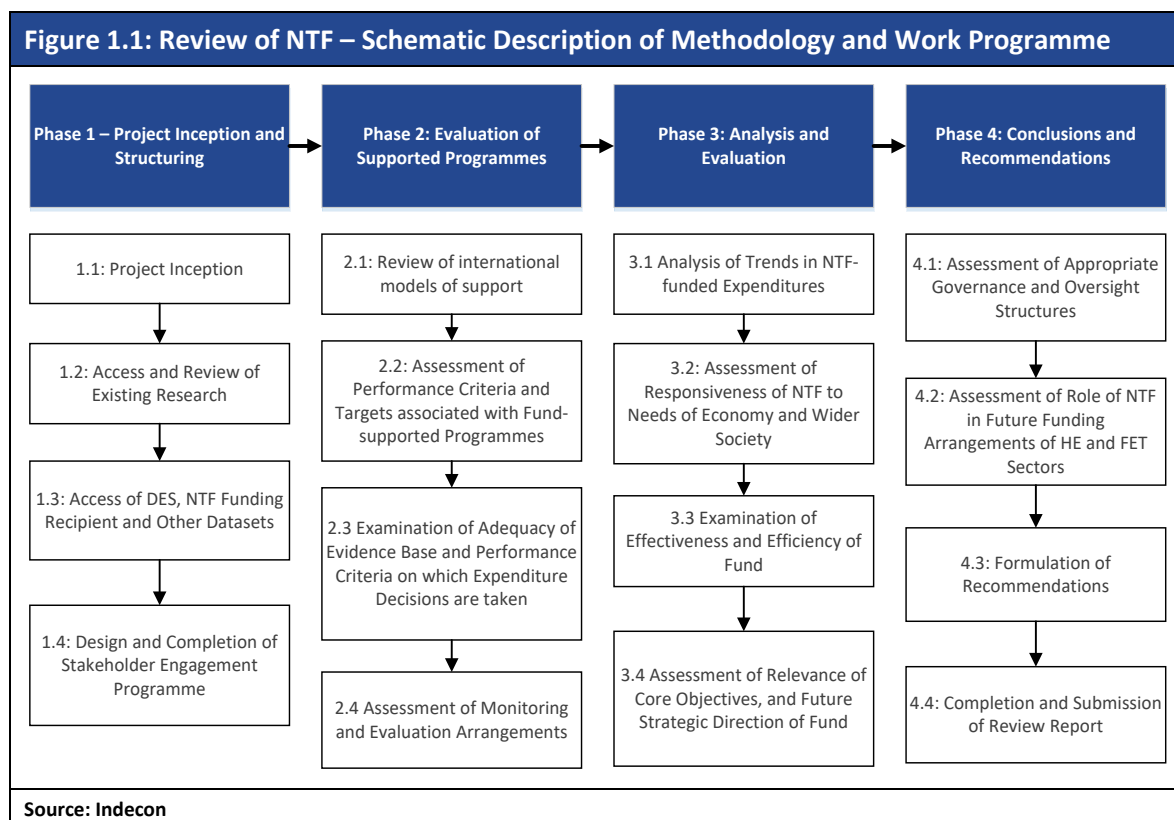 Figure 1.1: Review of NTF – Schematic Description of Methodology and Work Programme
Phase 1 – Project Inception and
Structuring
Phase 2: Evaluation of
Supported Programmes
Phase 3: Analysis and
Evaluation
Phase 4: Conclusions and
Recommendations
1.1: Project Inception
1.2: Access and Review of
Existing Research
1.3: Access of DES, NTF Funding
Recipient and Other Datasets
1.4: Design and Completion of
Stakeholder Engagement
Programme
2.1: Review of international
models of support
2.2: Assessment of
Performance Criteria and
Targets associated with Fund-
supported Programmes
2.3 Examination of Adequacy of
Evidence Base and Performance
Criteria on which Expenditure
Decisions are taken
2.4 Assessment of Monitoring
and Evaluation Arrangements
3.1 Analysis of Trends in NTF-
funded Expenditures
3.2: Assessment of
Responsiveness of NTF to
Needs of Economy and Wider
Society
3.3 Examination of
Effectiveness and Efficiency of
Fund
3.4 Assessment of Relevance of
Core Objectives, and Future
Strategic Direction of Fund
4.1: Assessment of Appropriate
Governance and Oversight
Structures
4.2: Assessment of Role of NTF
in Future Funding
Arrangements of HE and FET
Sectors
4.3: Formulation of
Recommendations
4.4: Completion and Submission
of Review Report
Source: Indecon